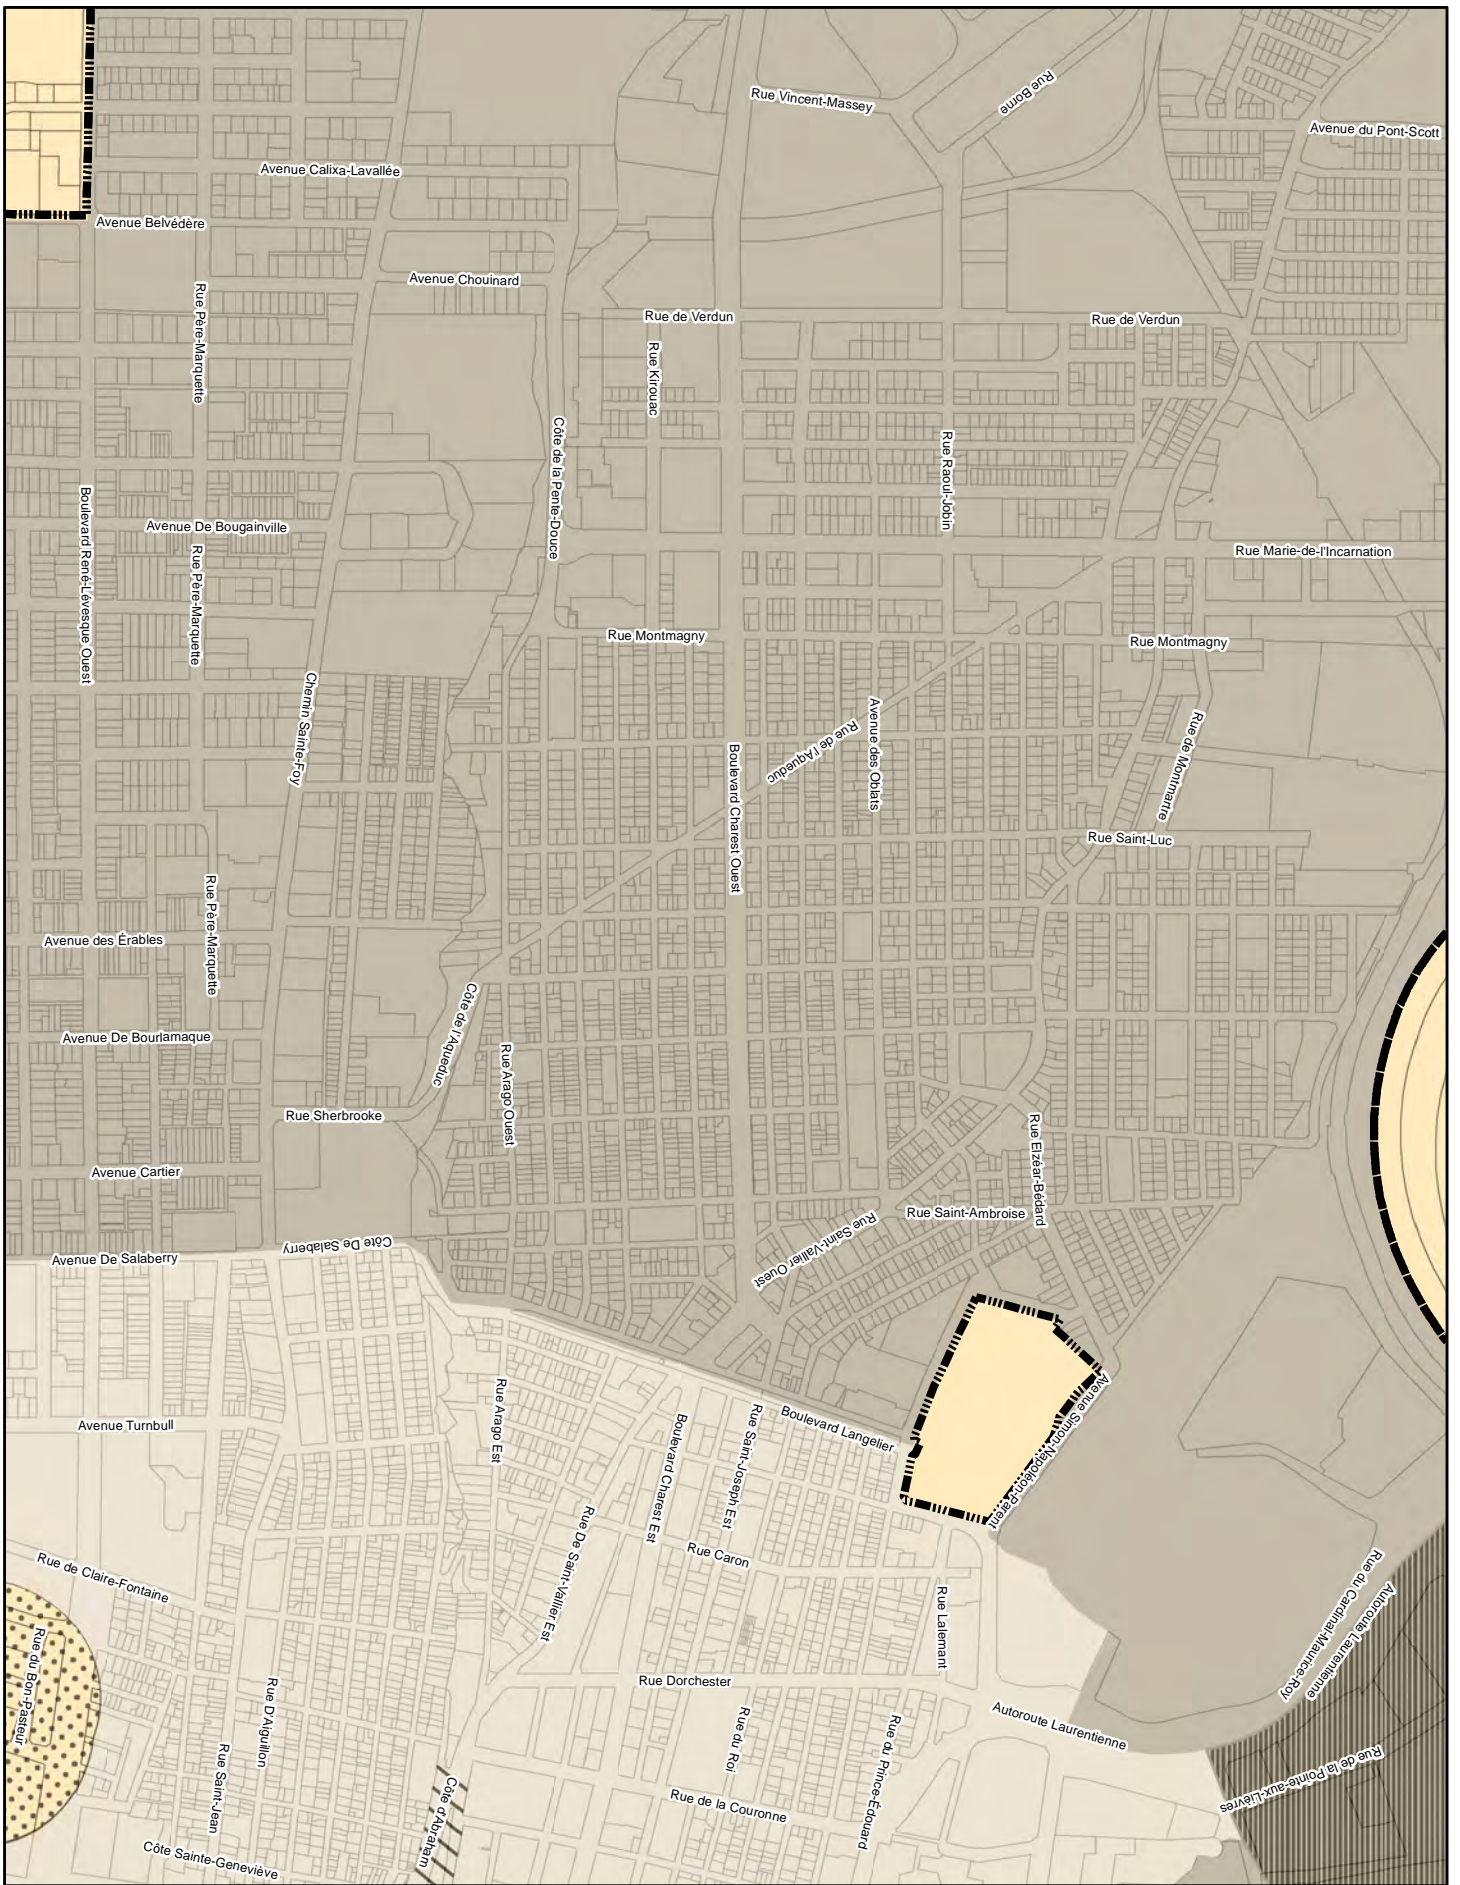 Rue Vincent-Massey
Rue Borne
Avenue du Pont-Scott
Avenue Calixa-Lavallée
Avenue Belvédère
Avenue Chouinard
Rue Père-Marquette
Rue de Verdun
Rue de Verdun
Rue Kirouac
Côte de la Pente-Douce
Rue Raoul-Jobin
Boulevard René-Lévesque Ouest
Avenue De Bougainville
Rue Marie-de-l'Incarnation
Rue Père-Marquette
Rue Montmagny
Rue Montmagny
Chemin Sainte-Foy
Avenue des Oblats
Rue de l'Aqueduc
Rue de Montmartre
Boulevard Charest Ouest
Rue Saint-Luc
Rue Père-Marquette
Avenue des Érables
Côte de l'Aqueduc
Avenue De Bourlamaque
Rue Arago Ouest
Rue Sherbrooke
Rue Elzéar-Bédard
Avenue Cartier
Rue Saint-Ambroise
Rue Saint-Vallier Ouest
Côte De Salaberry
Avenue De Salaberry
Avenue Simon-Napoléon-Parent
Rue Arago Est
Boulevard Langelier
Rue Saint-Joseph Est
Boulevard Charest Est
Avenue Turnbull
Rue De Saint-Vallier Est
Rue Caron
Rue de Claire-Fontaine
Rue Lalemant
Rue du Cardinal-Maurice-Roy
Autoroute Laurentienne
Rue du Bon-Pasteur
Rue Dorchester
Rue D'Aiguillon
Autoroute Laurentienne
Rue du Roi
Rue du Prince-Édouard
Rue Saint-Jean
Rue de la Pointe-aux-Lièvres
Côte d'Abraham
Rue de la Couronne
Côte Sainte-Geneviève